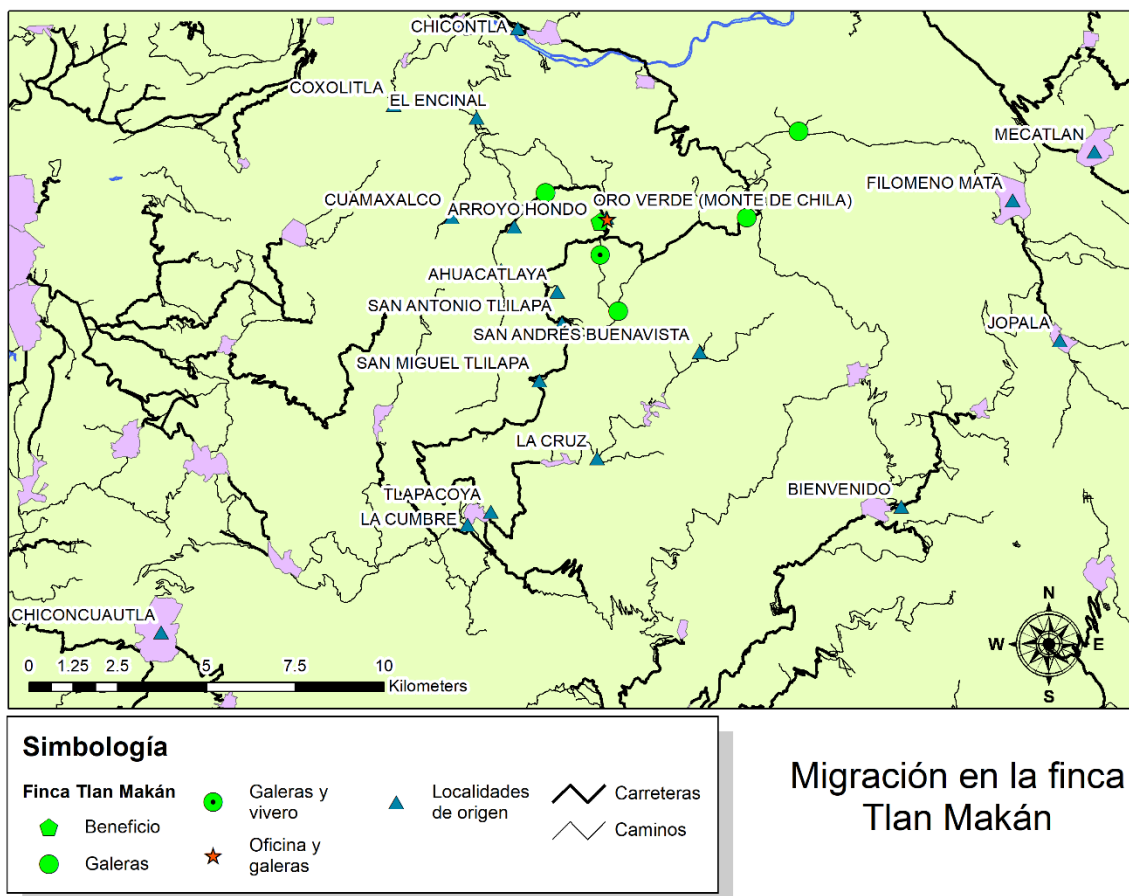 CHICONTLA
COXOLITLA
EL ENCINAL
MECATLAN
FILOMENO MATA
CUAMAXALCO
ARROYO HONDO
ORO VERDE (MONTE DE CHILA)
AHUACATLAYA
SAN ANTONIO TLILAPA
SAN ANDRÉS BUENAVISTA
JOPALA
SAN MIGUEL TLILAPA
LA CRUZ
BIENVENIDO
TLAPACOYA
LA CUMBRE
CHICONCUAUTLA
N
W
E
S
0 1.25 2.5 5 7.5 10
Kilometers
Simbología
Finca Tlan Makán
Beneficio
Galeras
Galeras y
vivero
Oficina y
galeras
Localidades
de origen
Carreteras
Caminos
Migración en la finca
Tlan Makán